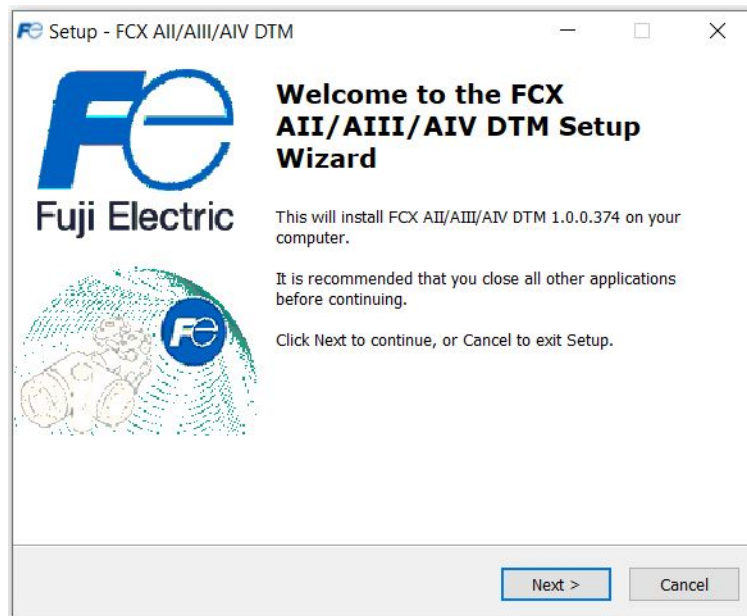 Setup - FCX AII/AIII/AIV DTM
Fe
Fuji Electric
Fe
Welcome to the FCX
AII/AIII/AIV DTM Setup
Wizard
This will install FCX AII/AIII/AIV DTM 1.0.0.374 on your
computer.
It is recommended that you close all other applications
before continuing.
Click Next to continue, or Cancel to exit Setup.
Next >
Cancel